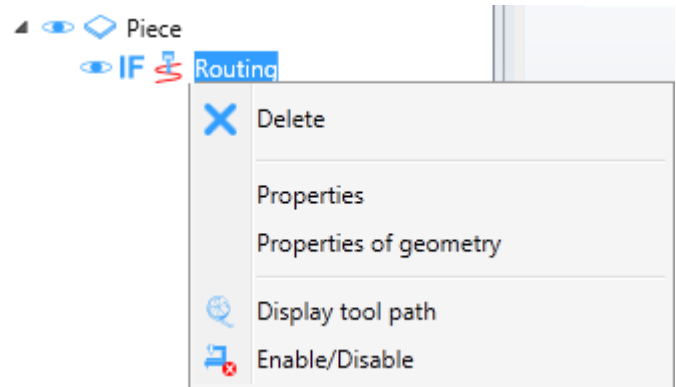 Piece
IF Routing
Delete
Properties
Properties of geometry
Display tool path
Enable/Disable